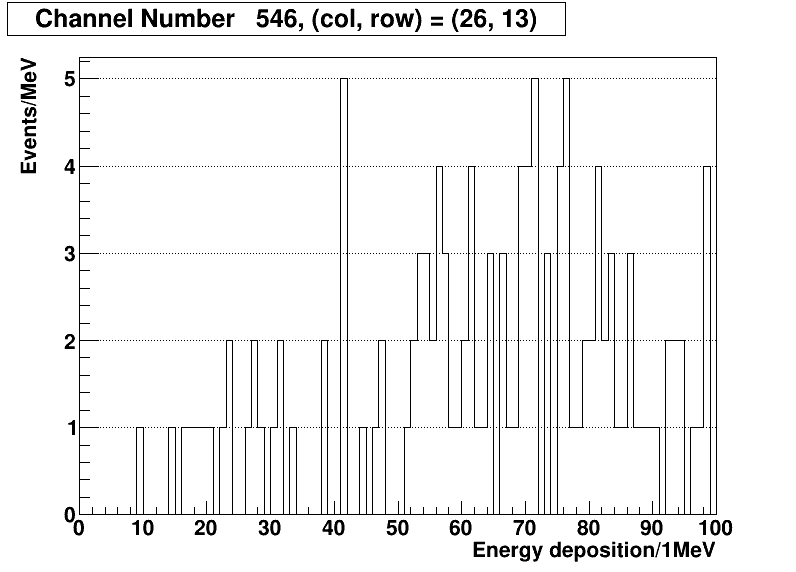 Channel Number 546, (col, row) = (26, 13)
Events/MeV
5
4
3
2
1
0
0 10 20 30 40 50 60 70 80 90 100
Energy deposition/1MeV